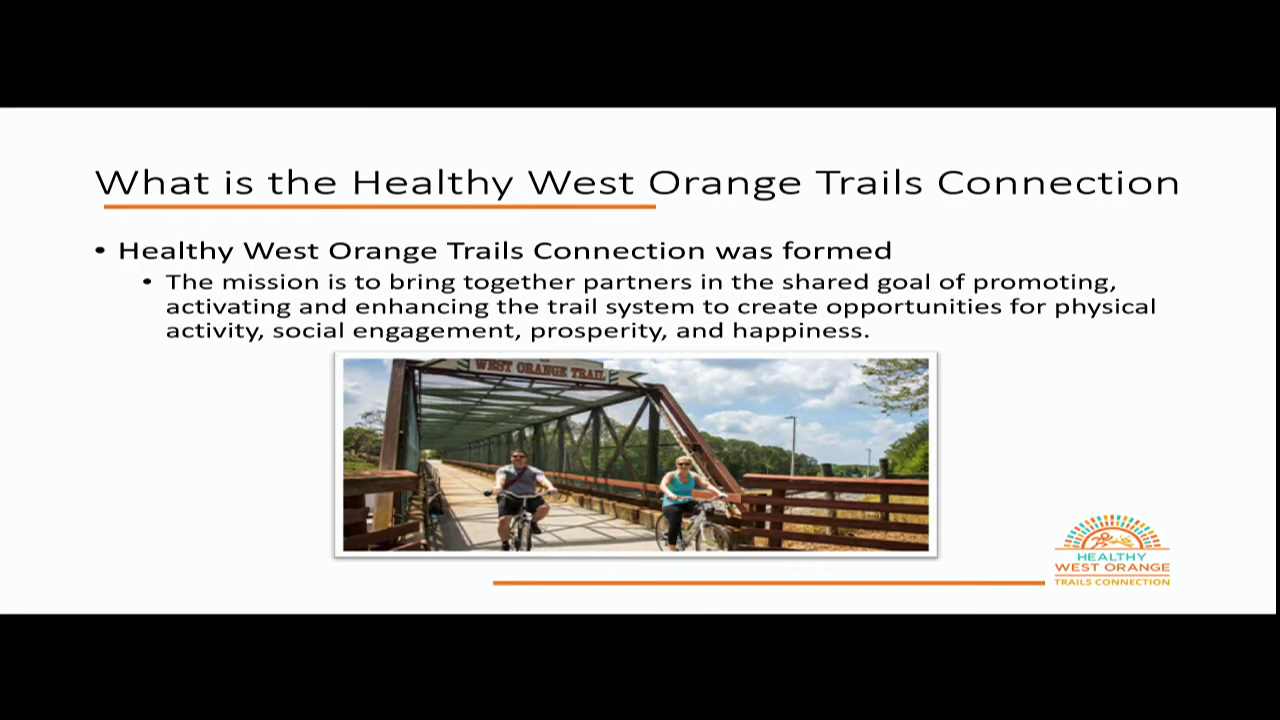 What is the Healthy West Orange Trails Connection
• Healthy West Orange Trails Connection was formed
• The mission is to bring together partners in the shared goal of promoting,
activating and enhancing the trail system to create opportunities for physical
activity, social engagement, prosperity, and happiness.
WEST ORANGE TRAIL
HEALTHY
WEST ORANGE
TRAILS CONNECTION